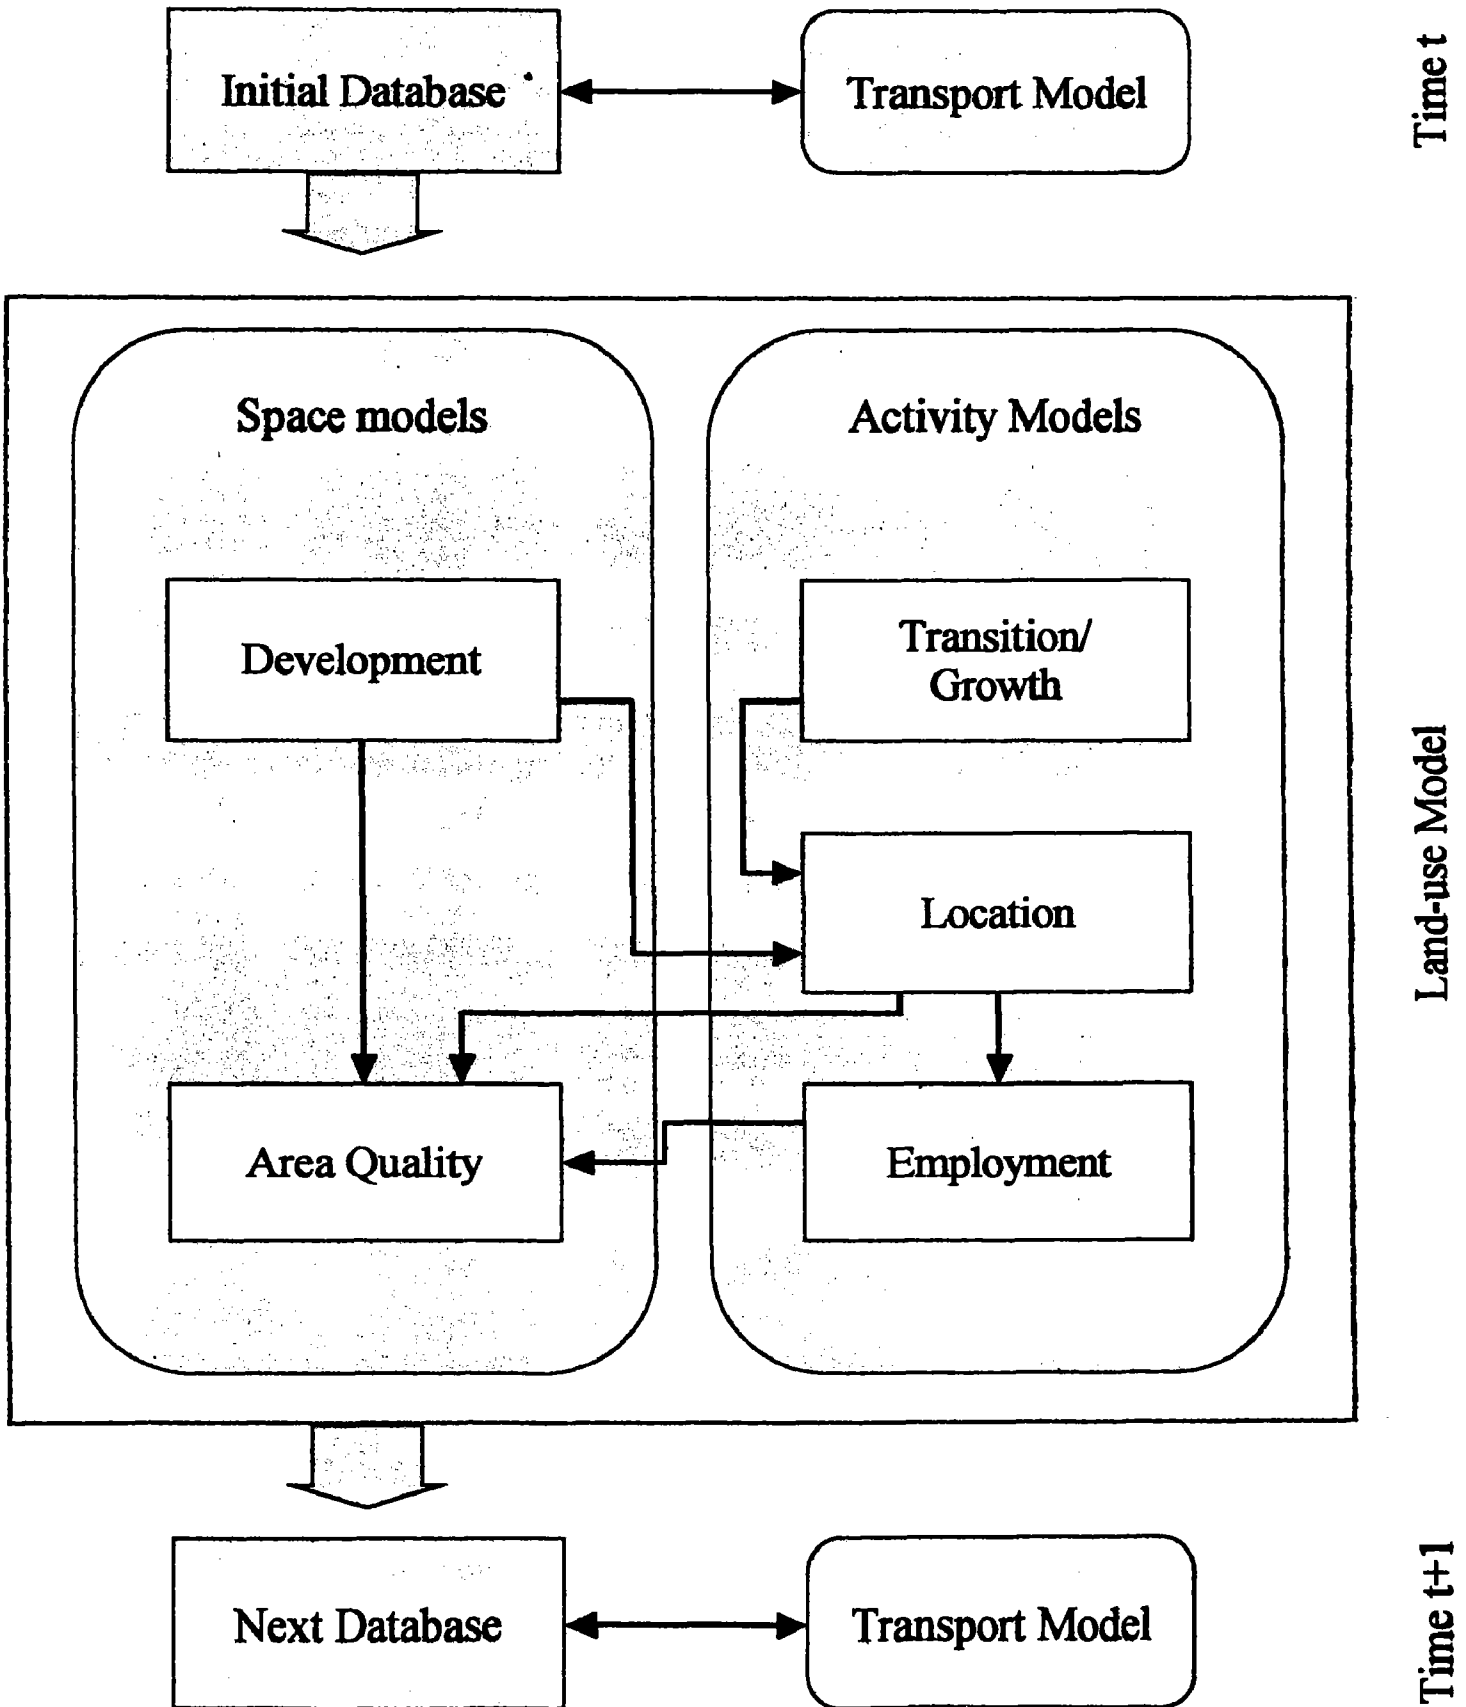 Initial Database
Transport Model
Time t
Space models
Activity Models
Development
Transition/
Growth
Location
Land-use Model
Area Quality
Employment
Next Database
Transport Model
Time t+1